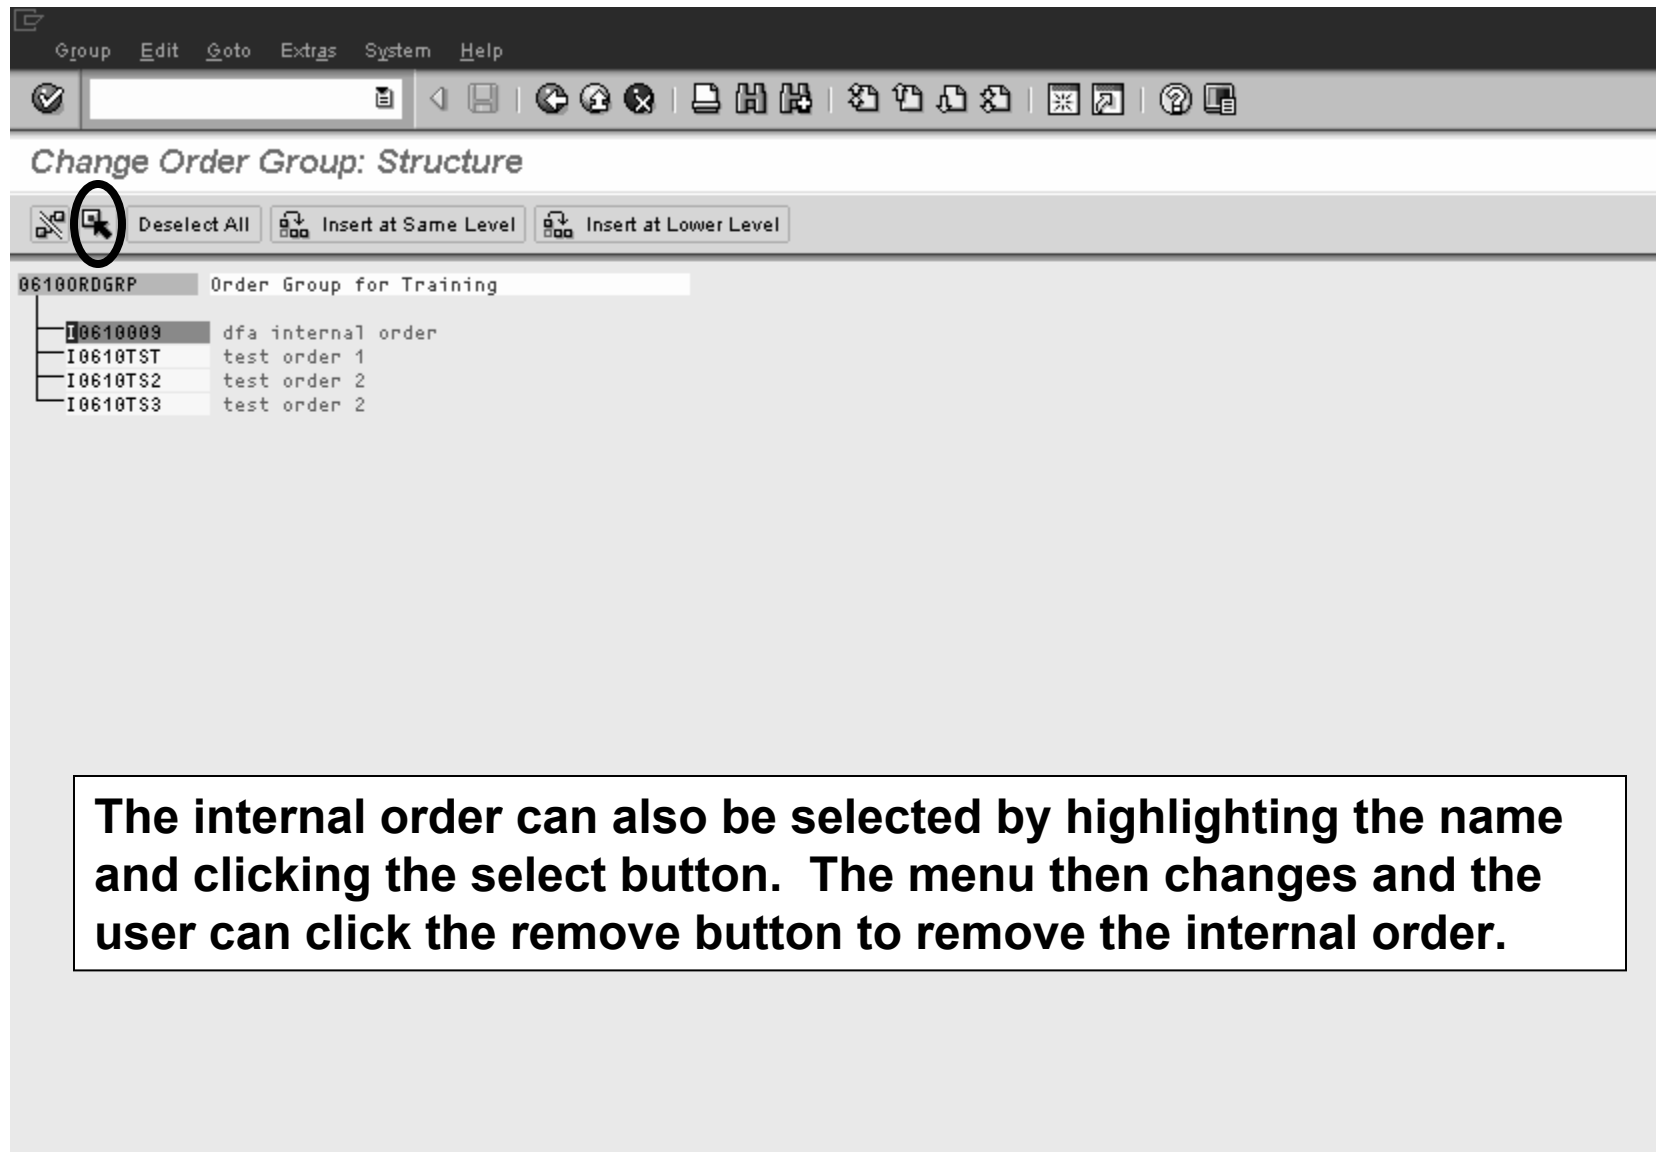 Group Edit Goto Extras System Help
Change Order Group: Structure
Deselect All Insert at Same Level Insert at Lower Level
0610ORDGRP Order Group for Training
I0610009 dfa internal order
I0610TST test order 1
I0610TS2 test order 2
I0610TS3 test order 2
The internal order can also be selected by highlighting the name
and clicking the select button. The menu then changes and the
user can click the remove button to remove the internal order.